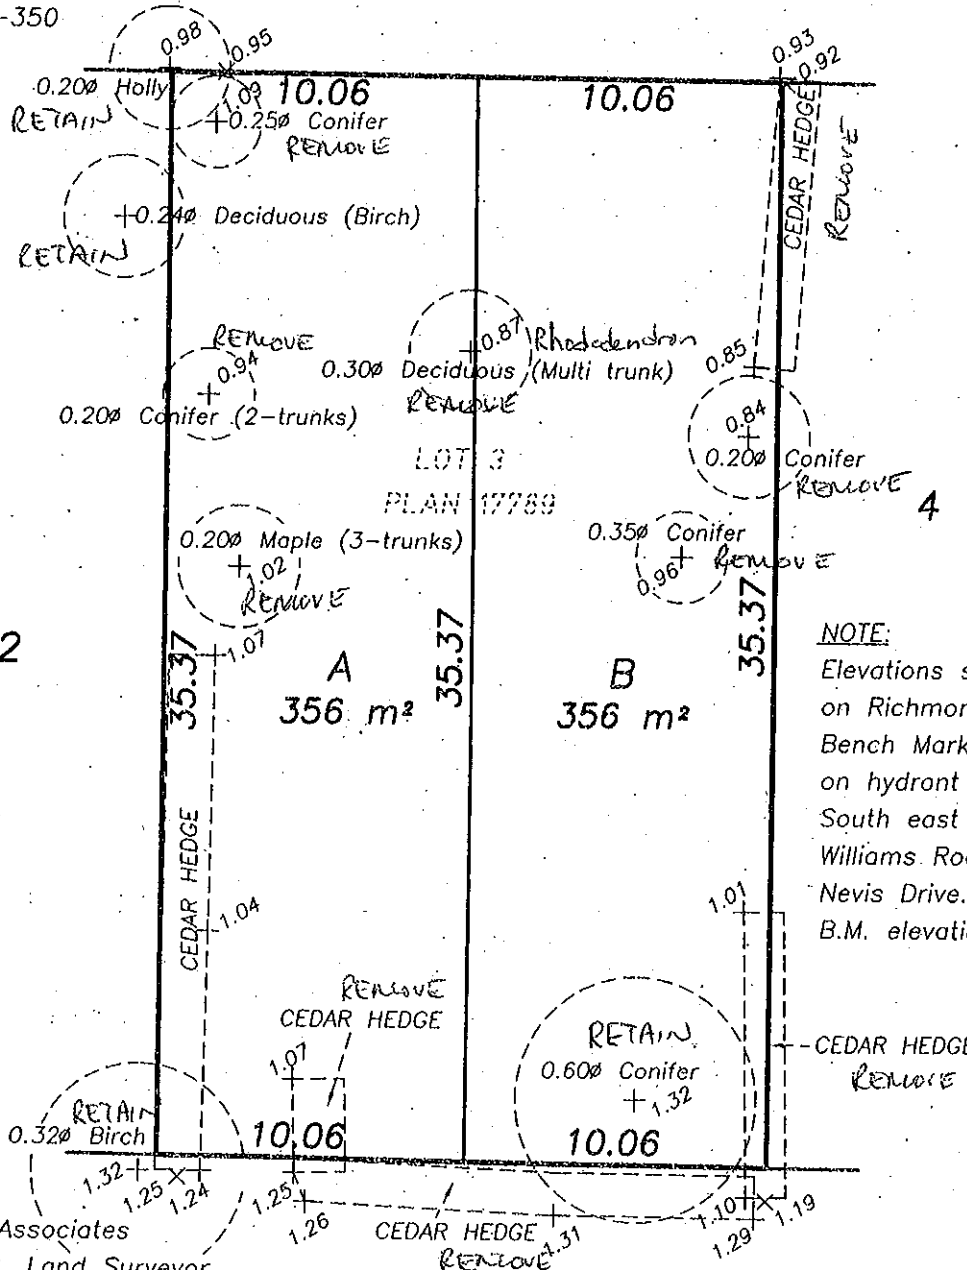 -350
0.98
0.95
0.93
0.92
0.20ø Holly
RETAIN
1.09
10.06
10.06
0.25ø Conifer
REMOVE
CEDAR HEDGE
REMOVE
0.24ø Deciduous (Birch)
RETAIN
REMOVE
0.94
0.20ø Conifer (2-trunks)
0.87
Rhododendron
0.30ø Deciduous (Multi trunk)
REMOVE
0.85
0.84
0.20ø Conifer
REMOVE
LOT 3
PLAN 17789
4
0.20ø Maple (3-trunks)
1.02
REMOVE
0.35ø Conifer
0.96
REMOVE
1.07
2
35.37
35.37
35.37
A
356 m²
B
356 m²
NOTE:
Elevations s
on Richmon
Bench Mark
on hydrant
South east
Williams Ro
Nevis Drive.
B.M. elevati
CEDAR HEDGE
1.04
1.01
REMOVE
CEDAR HEDGE
1.07
RETAIN
0.60ø Conifer
1.32
CEDAR HEDGE
REMOVE
RETAIN
0.32ø Birch
10.06
10.06
1.32
1.25
1.24
1.25
1.26
CEDAR HEDGE
REMOVE
1.31
1.10
1.29
1.19
Associates
Land Surveyor